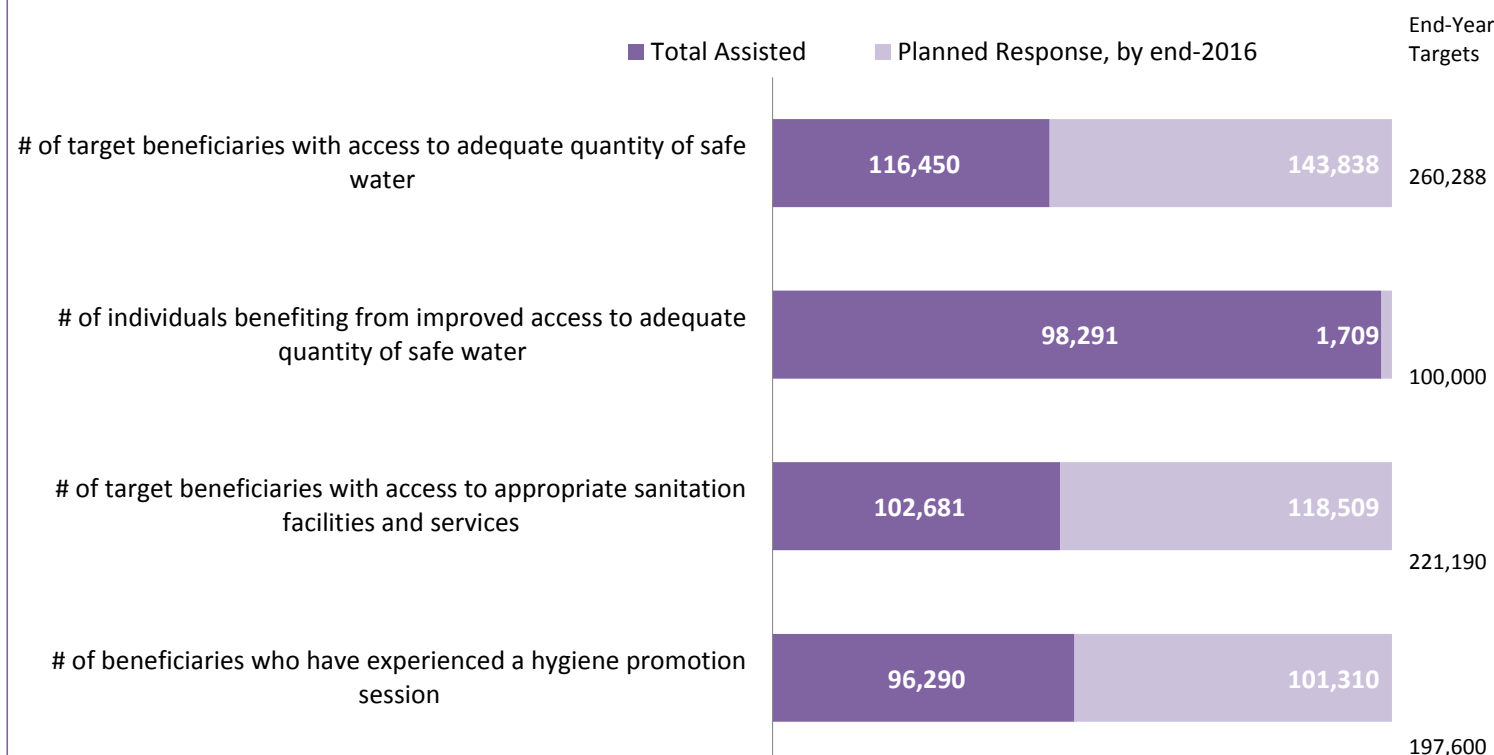 End-Year
Targets
Total Assisted
Planned Response, by end-2016
# of target beneficiaries with access to adequate quantity of safe
water
116,450
143,838
260,288
# of individuals benefiting from improved access to adequate
quantity of safe water
98,291
1,709
100,000
# of target beneficiaries with access to appropriate sanitation
facilities and services
102,681
118,509
221,190
# of beneficiaries who have experienced a hygiene promotion
session
96,290
101,310
197,600